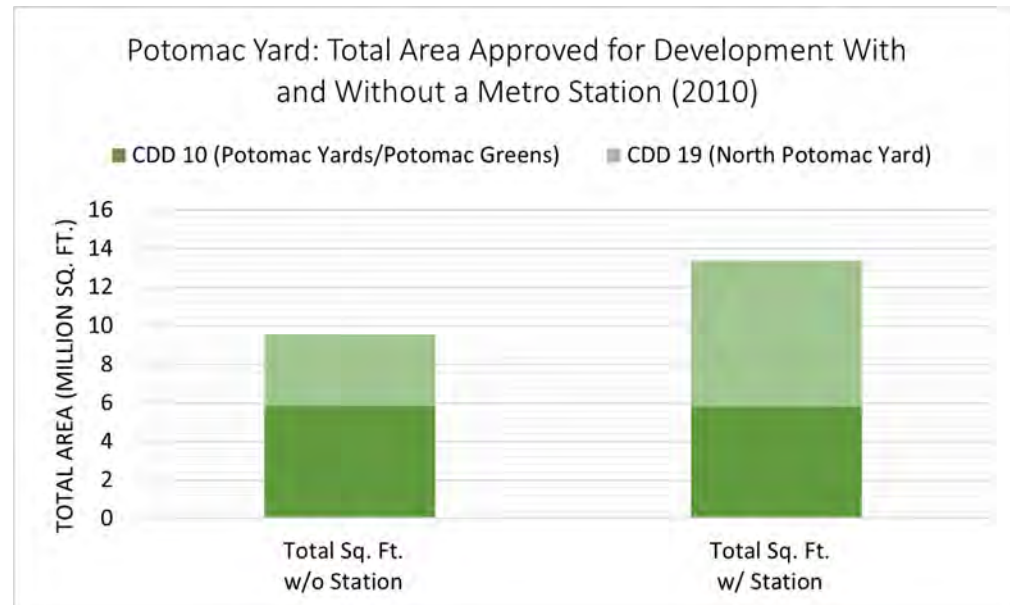 Potomac Yard: Total Area Approved for Development With
and Without a Metro Station (2010)
CDD 10 (Potomac Yards/Potomac Greens)
CDD 19 (North Potomac Yard)
TOTAL AREA (MILLION SQ. FT.)
16
14
12
10
8
6
4
2
0
Total Sq. Ft.
w/o Station
Total Sq. Ft.
w/ Station